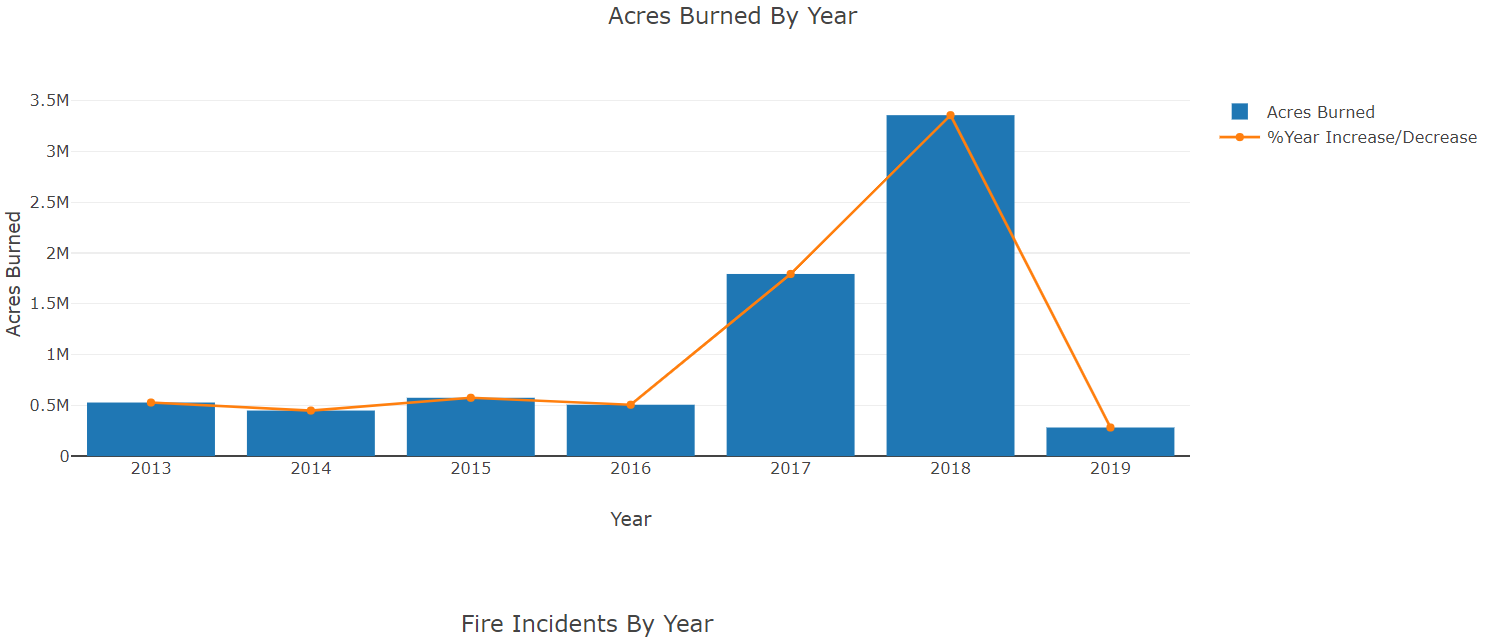 Acres Burned By Year
3.5M
3M
2.5M
2M
1.5M
1M
0.5M
0
Acres Burned
2013 2014 2015 2016 2017 2018 2019
Year
Acres Burned
%Year Increase/Decrease
Fire Incidents By Year